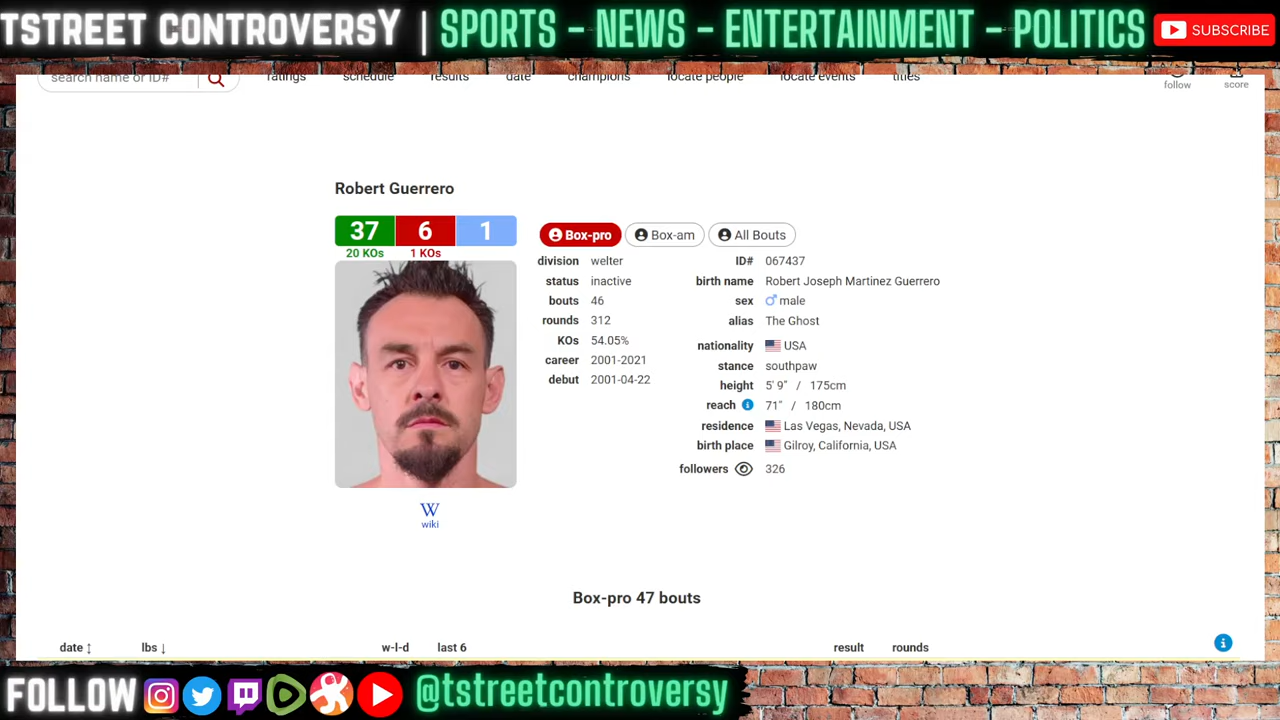 TSTREET CONTROVERSY | SPORTS - NEWS - ENTERTAINMENT - POLITICS
SUBSCRIBE
search name or ID#
ratings schedule results date champions locate people locate events titles
follow score
Robert Guerrero
37 6 1
20 KOs 1 KOs
Box-pro Box-am All Bouts
division welter
status inactive
bouts 46
rounds 312
KOs 54.05%
career 2001-2021
debut 2001-04-22
ID# 067437
birth name Robert Joseph Martinez Guerrero
sex male
alias The Ghost
nationality USA
stance southpaw
height 5' 9" / 175cm
reach 71" / 180cm
residence Las Vegas, Nevada, USA
birth place Gilroy, California, USA
followers 326
W
wiki
Box-pro 47 bouts
date lbs w-l-d last 6 result rounds
FOLLOW @tstreetcontroversy